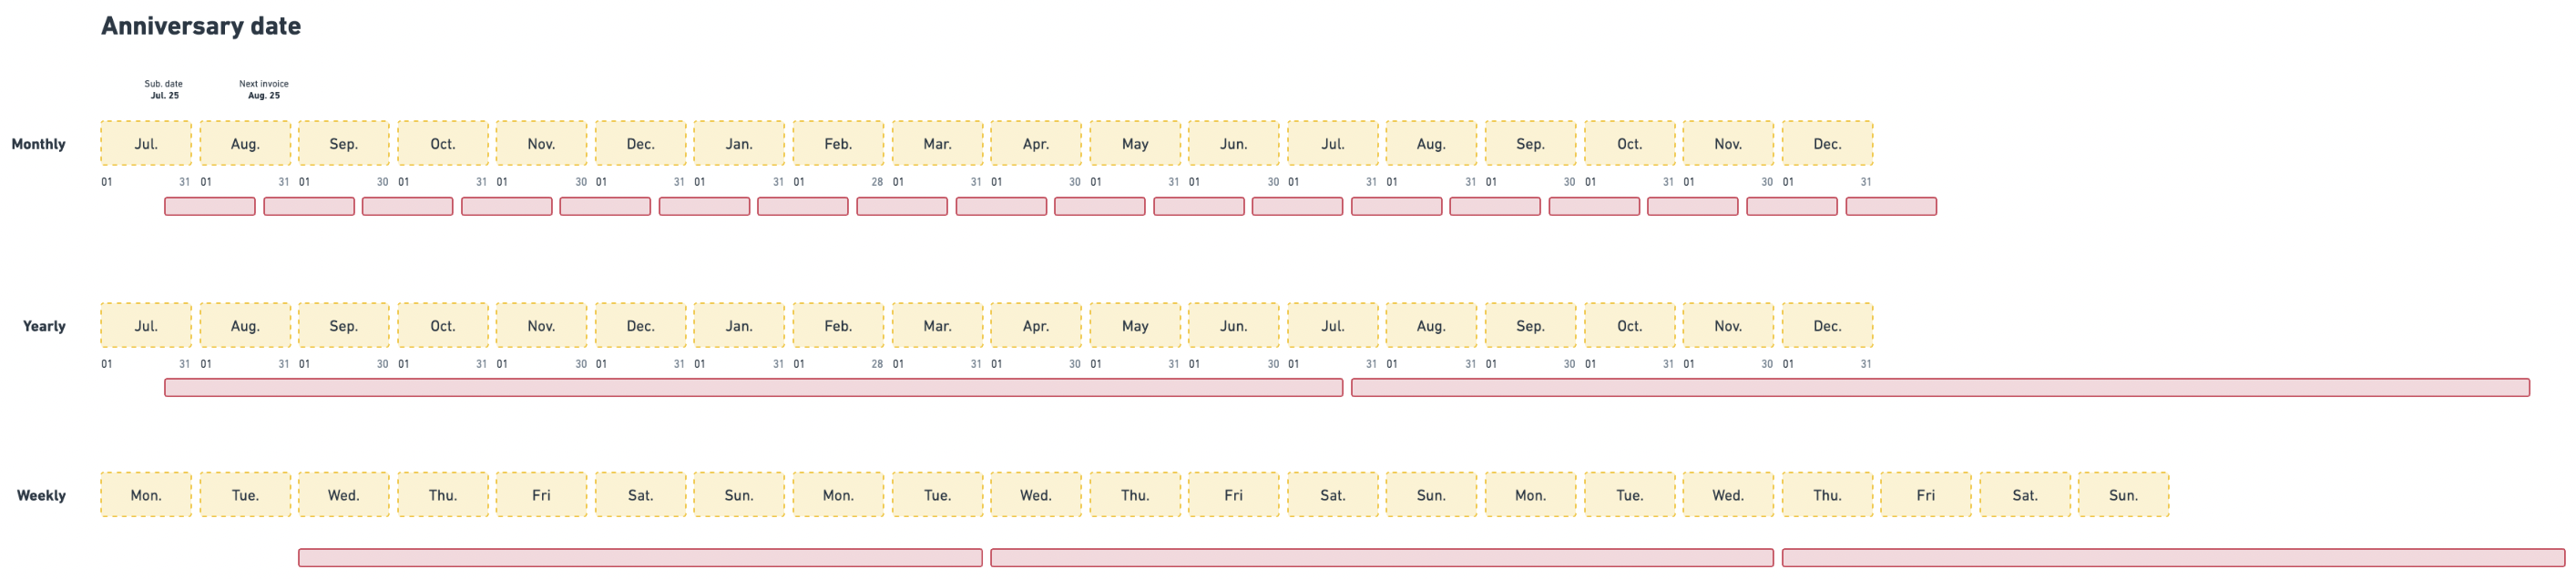 Anniversary date
Sub. date Next invoice
Jul. 25 Aug. 25
Monthly Jul. Aug. Sep. Oct. Nov. Dec. Jan. Feb. Mar. Apr. May Jun. Jul. Aug. Sep. Oct. Nov. Dec.
01 31 01 31 01 30 01 31 01 30 01 31 01 31 01 28 01 31 01 30 01 31 01 30 01 31 01 31 01 30 01 31 01 30 01 31
Yearly Jul. Aug. Sep. Oct. Nov. Dec. Jan. Feb. Mar. Apr. May Jun. Jul. Aug. Sep. Oct. Nov. Dec.
01 31 01 31 01 30 01 31 01 30 01 31 01 31 01 28 01 31 01 30 01 31 01 30 01 31 01 31 01 30 01 31 01 30 01 31
Weekly Mon. Tue. Wed. Thu. Fri Sat. Sun. Mon. Tue. Wed. Thu. Fri Sat. Sun. Mon. Tue. Wed. Thu. Fri Sat. Sun.